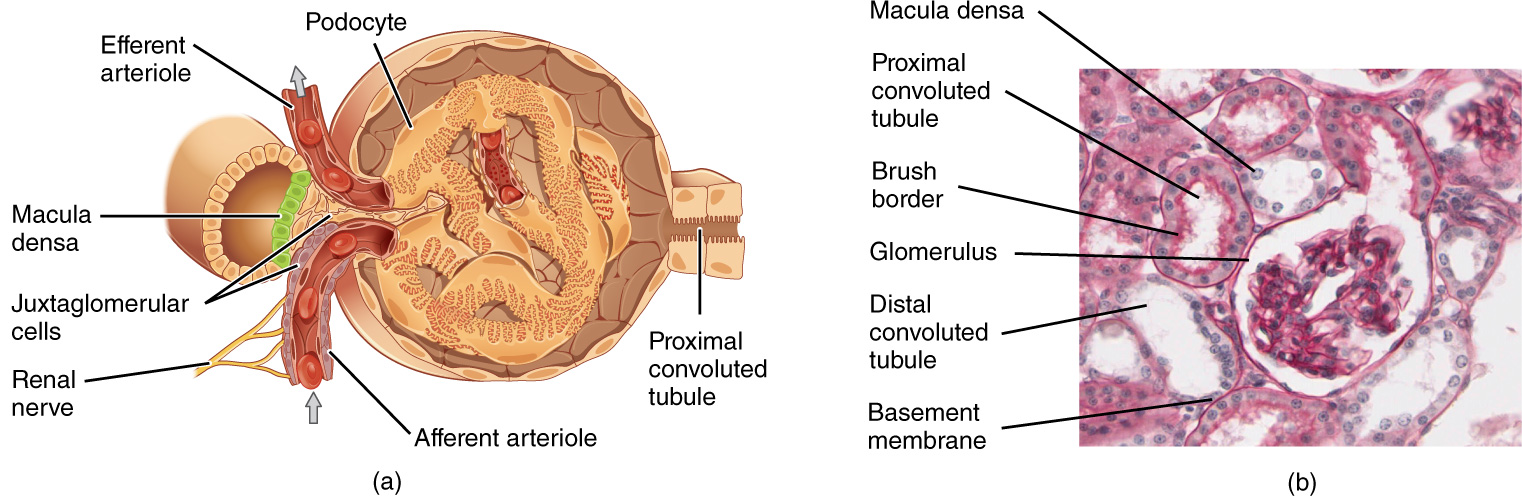 Efferent
arteriole
Podocyte
Macula
densa
Juxtaglomerular
cells
Renal
nerve
Afferent arteriole
Proximal
convoluted
tubule
(a)
Macula densa
Proximal
convoluted
tubule
Brush
border
Glomerulus
Distal
convoluted
tubule
Basement
membrane
(b)